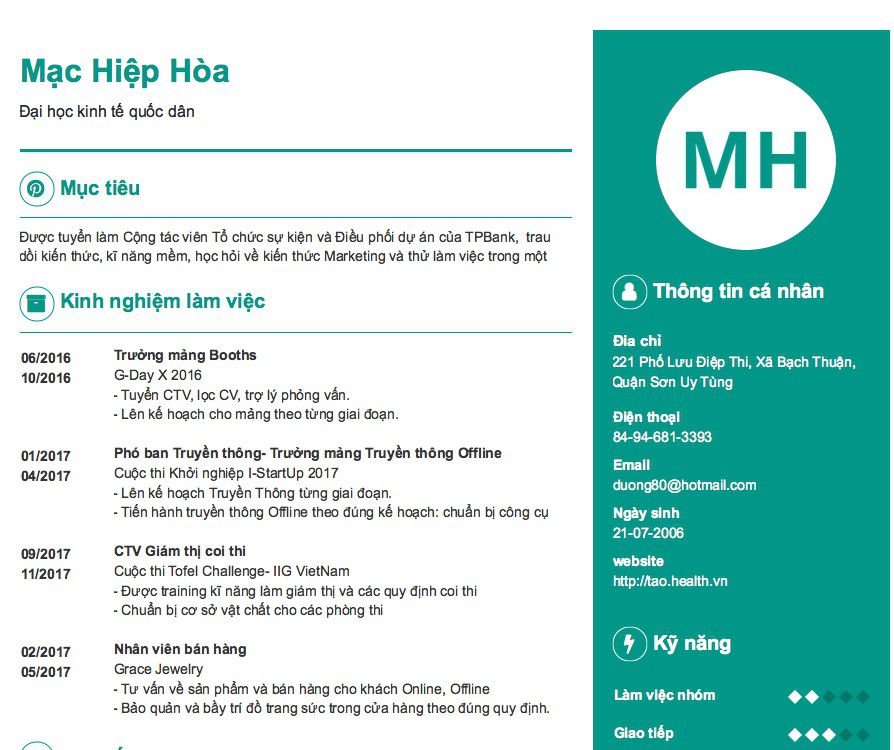 Mạc Hiệp Hòa
Đại học kinh tế quốc dân
Mục tiêu
Được tuyển làm Cộng tác viên Tổ chức sự kiện và Điều phối dự án của TPBank, trau
dồi kiến thức, kĩ năng mềm, học hỏi về kiến thức Marketing và thử làm việc trong một
Kinh nghiệm làm việc
06/2016
10/2016
Trưởng mảng Booths
G-Day X 2016
- Tuyển CTV, lọc CV, trợ lý phỏng vấn.
- Lên kế hoạch cho mảng theo từng giai đoạn.
01/2017
04/2017
Phó ban Truyền thông- Trưởng mảng Truyền thông Offline
Cuộc thi Khởi nghiệp I-StartUp 2017
- Lên kế hoạch Truyền Thông từng giai đoạn.
- Tiến hành truyền thông Offline theo đúng kế hoạch: chuẩn bị công cụ
09/2017
11/2017
CTV Giám thị coi thi
Cuộc thi Tofel Challenge- IIG VietNam
- Được training kĩ năng làm giám thị và các quy định coi thi
- Chuẩn bị cơ sở vật chất cho các phòng thi
02/2017
05/2017
Nhân viên bán hàng
Grace Jewelry
- Tư vấn về sản phẩm và bán hàng cho khách Online, Offline
- Bảo quản và bầy trí đồ trang sức trong cửa hàng theo đúng quy định.
MH
Thông tin cá nhân
Đia chỉ
221 Phố Lưu Điệp Thi, Xã Bạch Thuận,
Quận Sơn Uy Tùng
Điện thoại
84-94-681-3393
Email
duong80@hotmail.com
Ngày sinh
21-07-2006
website
http://tao.health.vn
Kỹ năng
Làm việc nhóm
Giao tiếp